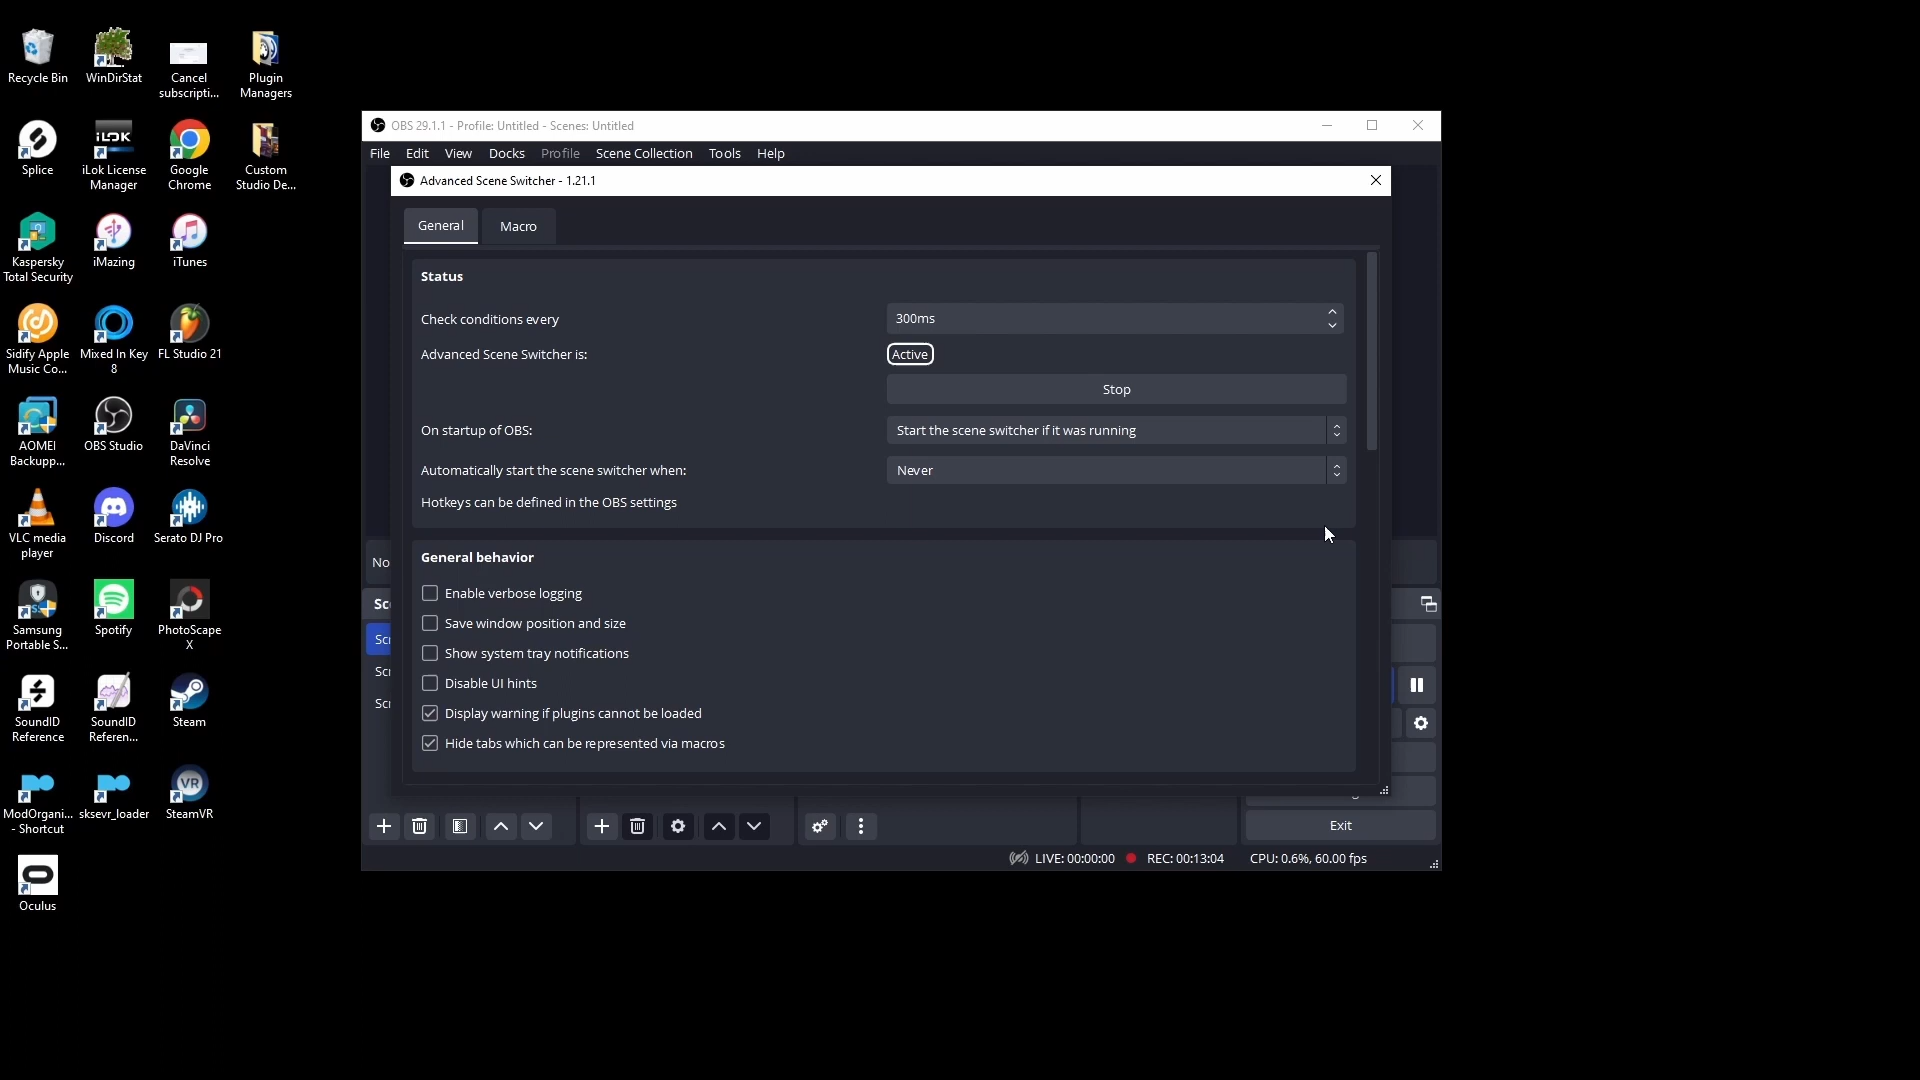 Recycle Bin
WinDirStat
Cancel
subscripti...
Plugin
Managers
Splice
iLOK
iLok License
Manager
Google
Chrome
Custom
Studio De...
Kaspersky
Total Security
iMazing
iTunes
Sidify Apple
Music Co...
Mixed In Key
8
FL Studio 21
AOMEI
Backupp...
OBS Studio
DaVinci
Resolve
VLC media
player
Discord
Serato DJ Pro
Samsung
Portable S...
Spotify
PhotoScape
X
SoundID
Reference
SoundID
Referen...
Steam
ModOrgani...
- Shortcut
sksevr_loader
VR
SteamVR
Oculus
OBS 29.1.1 - Profile: Untitled - Scenes: Untitled
File Edit View Docks Profile Scene Collection Tools Help
Advanced Scene Switcher - 1.21.1
General Macro
Status
Check conditions every 300ms
Advanced Scene Switcher is: Active
Stop
On startup of OBS: Start the scene switcher if it was running
Automatically start the scene switcher when: Never
Hotkeys can be defined in the OBS settings
General behavior
Enable verbose logging
Save window position and size
Show system tray notifications
Disable UI hints
Display warning if plugins cannot be loaded
Hide tabs which can be represented via macros
No
Sce
Sc
Sc
Sc
Exit
LIVE: 00:00:00 REC: 00:13:04 CPU: 0.6%, 60.00 fps